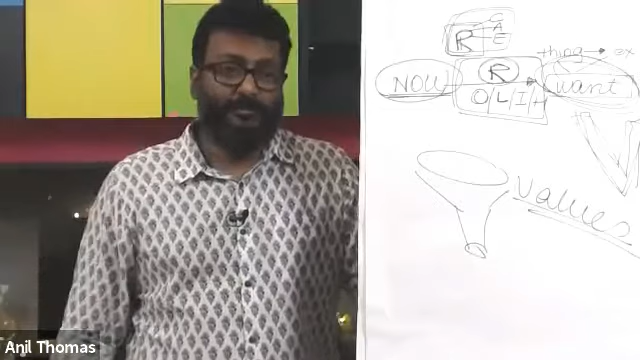 C
R A
E
thing → ex
NOW R want
O/L/I/H
Values
Anil Thomas